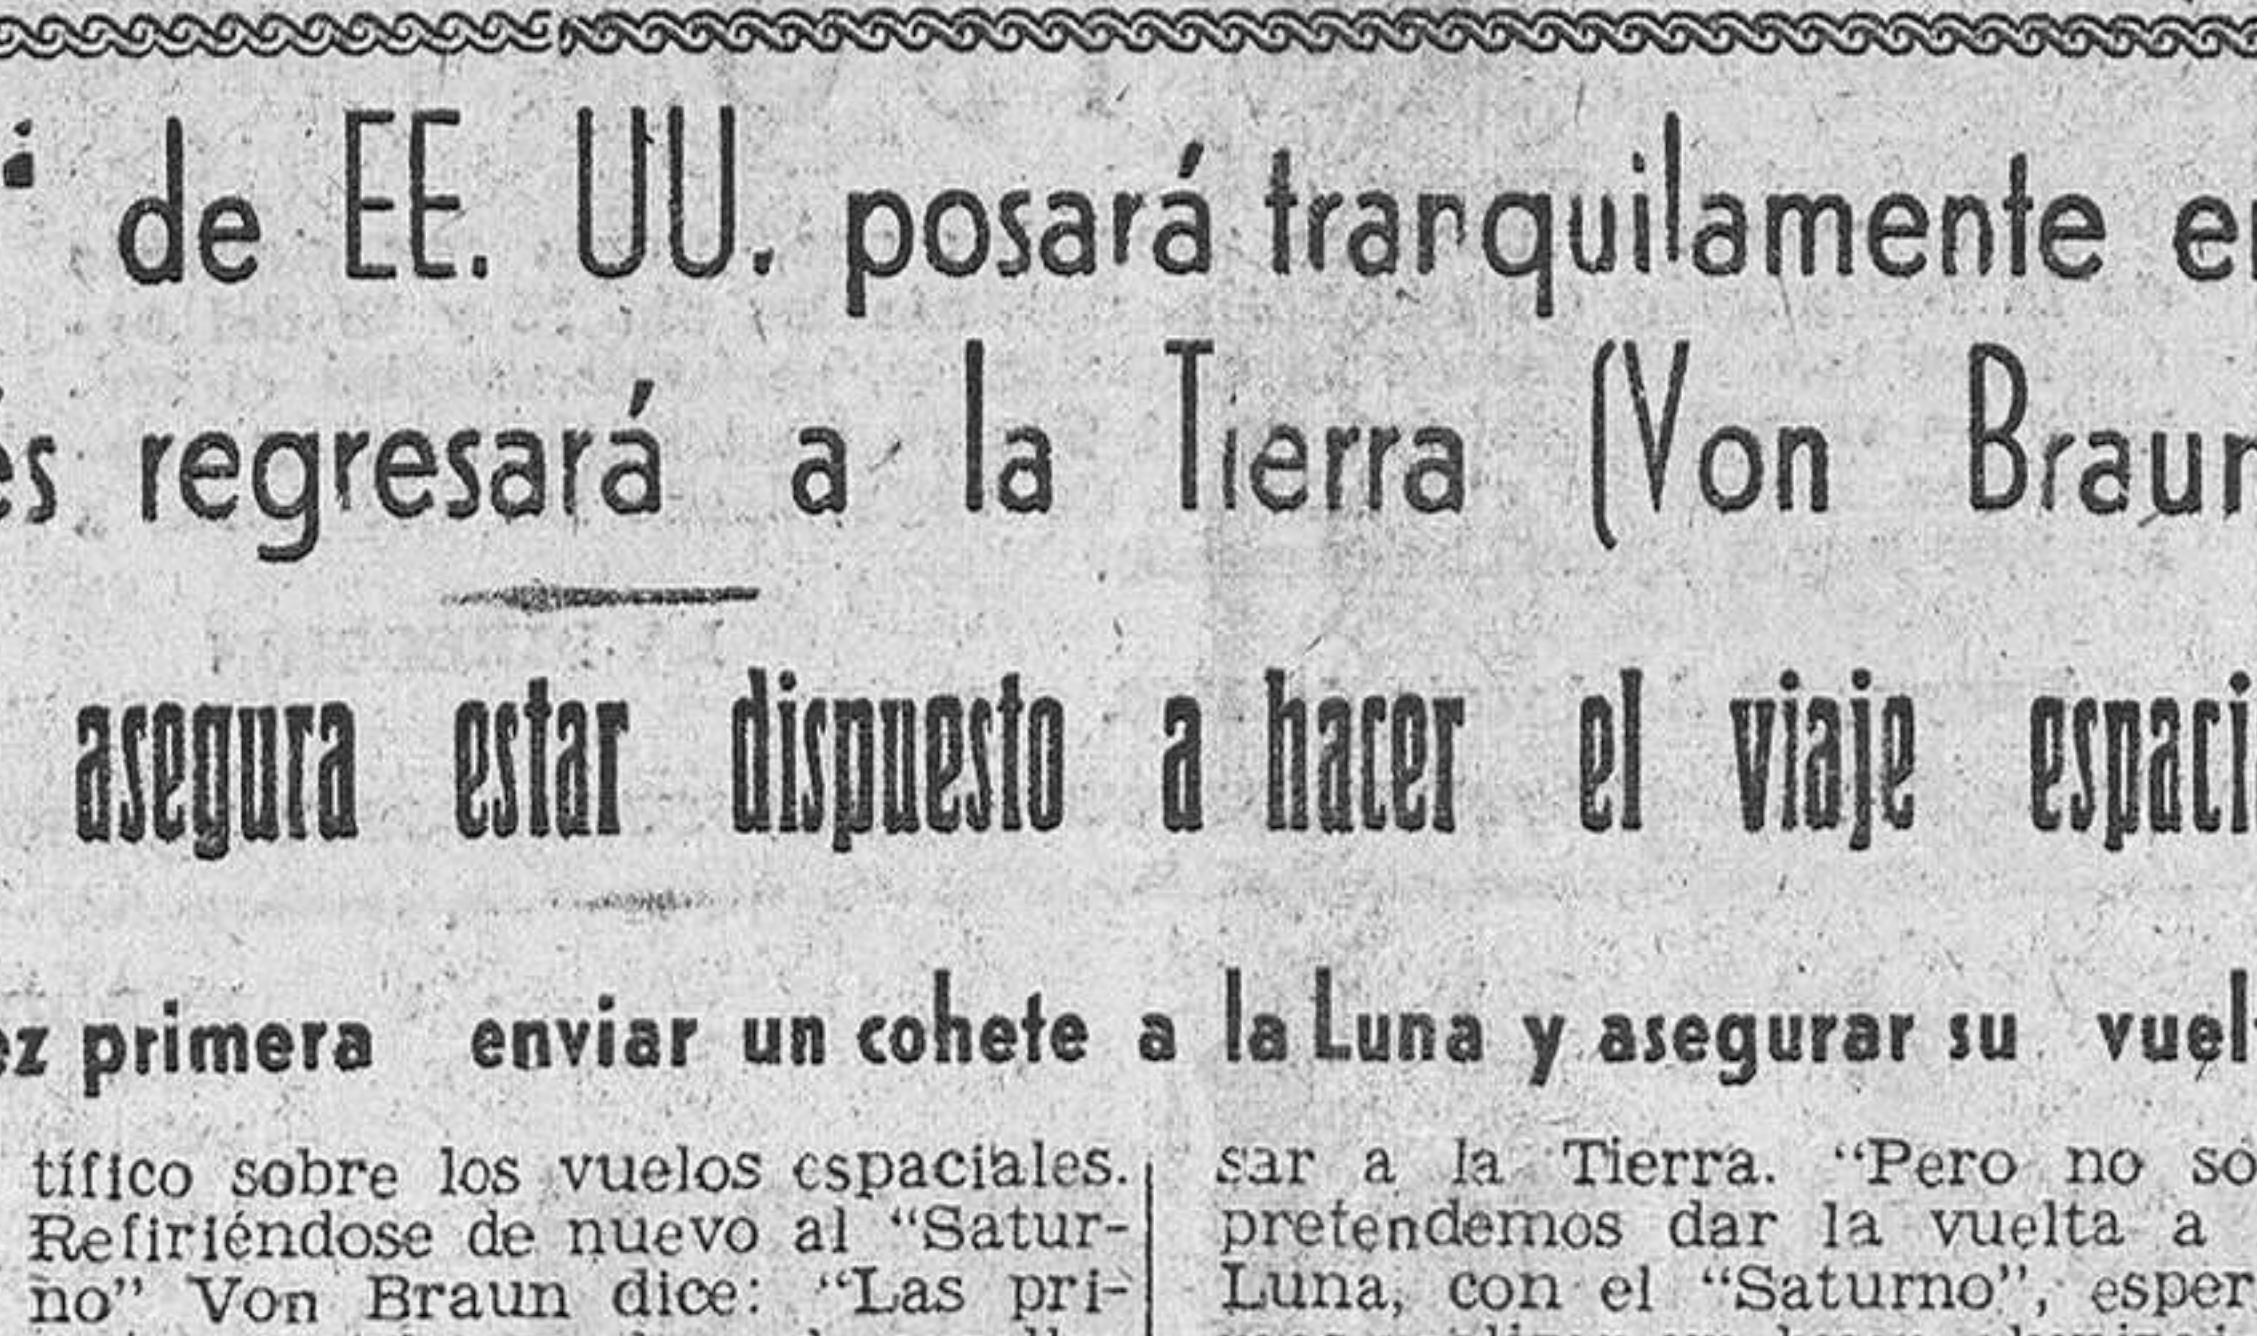 de EE. UU. posará tranquilamente
regresará a la Tierra (Von Braun
asegura estar dispuesto a hacer el viaje
primera enviar un cohete a la Luna y asegurar su
tífico sobre los vuelos espaciales.
Refiriéndose de nuevo al "Satur-
no" Von Braun dice: "Las pri-
sar a la Tierra. "Pero no
pretendemos dar la vuelta a
Luna, con el "Saturno",